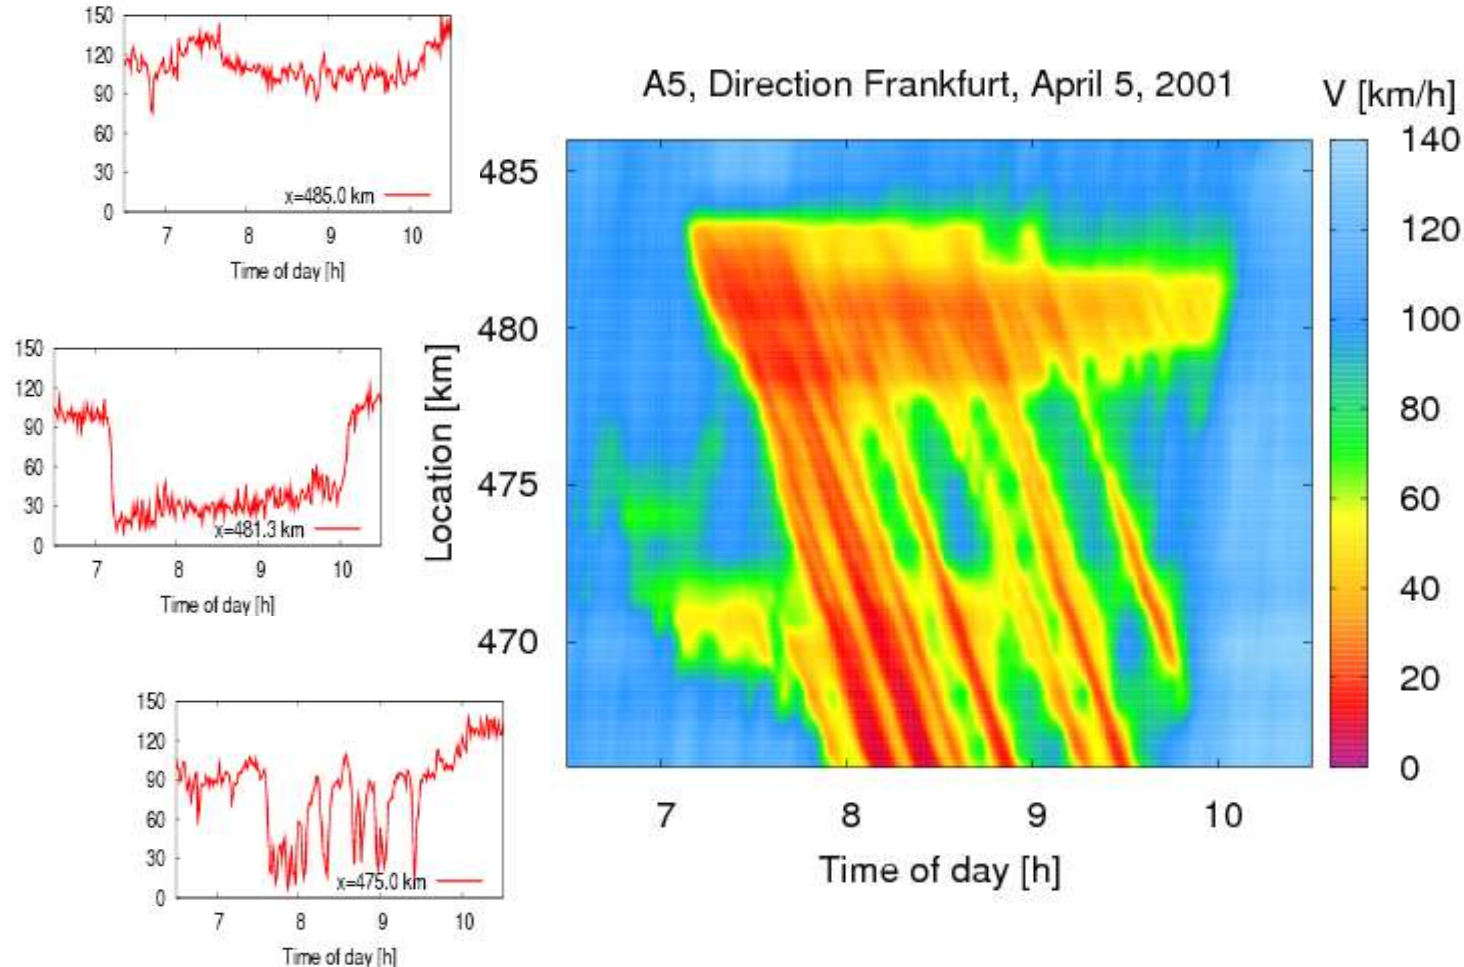 150
120
90
60
30
0
x=485.0 km
7 8 9 10
Time of day [h]
150
120
90
60
30
0
x=481.3 km
7 8 9 10
Time of day [h]
150
120
90
60
30
0
x=475.0 km
7 8 9 10
Time of day [h]
A5, Direction Frankfurt, April 5, 2001
V [km/h]
Location [km]
485
480
475
470
7 8 9 10
Time of day [h]
140
120
100
80
60
40
20
0